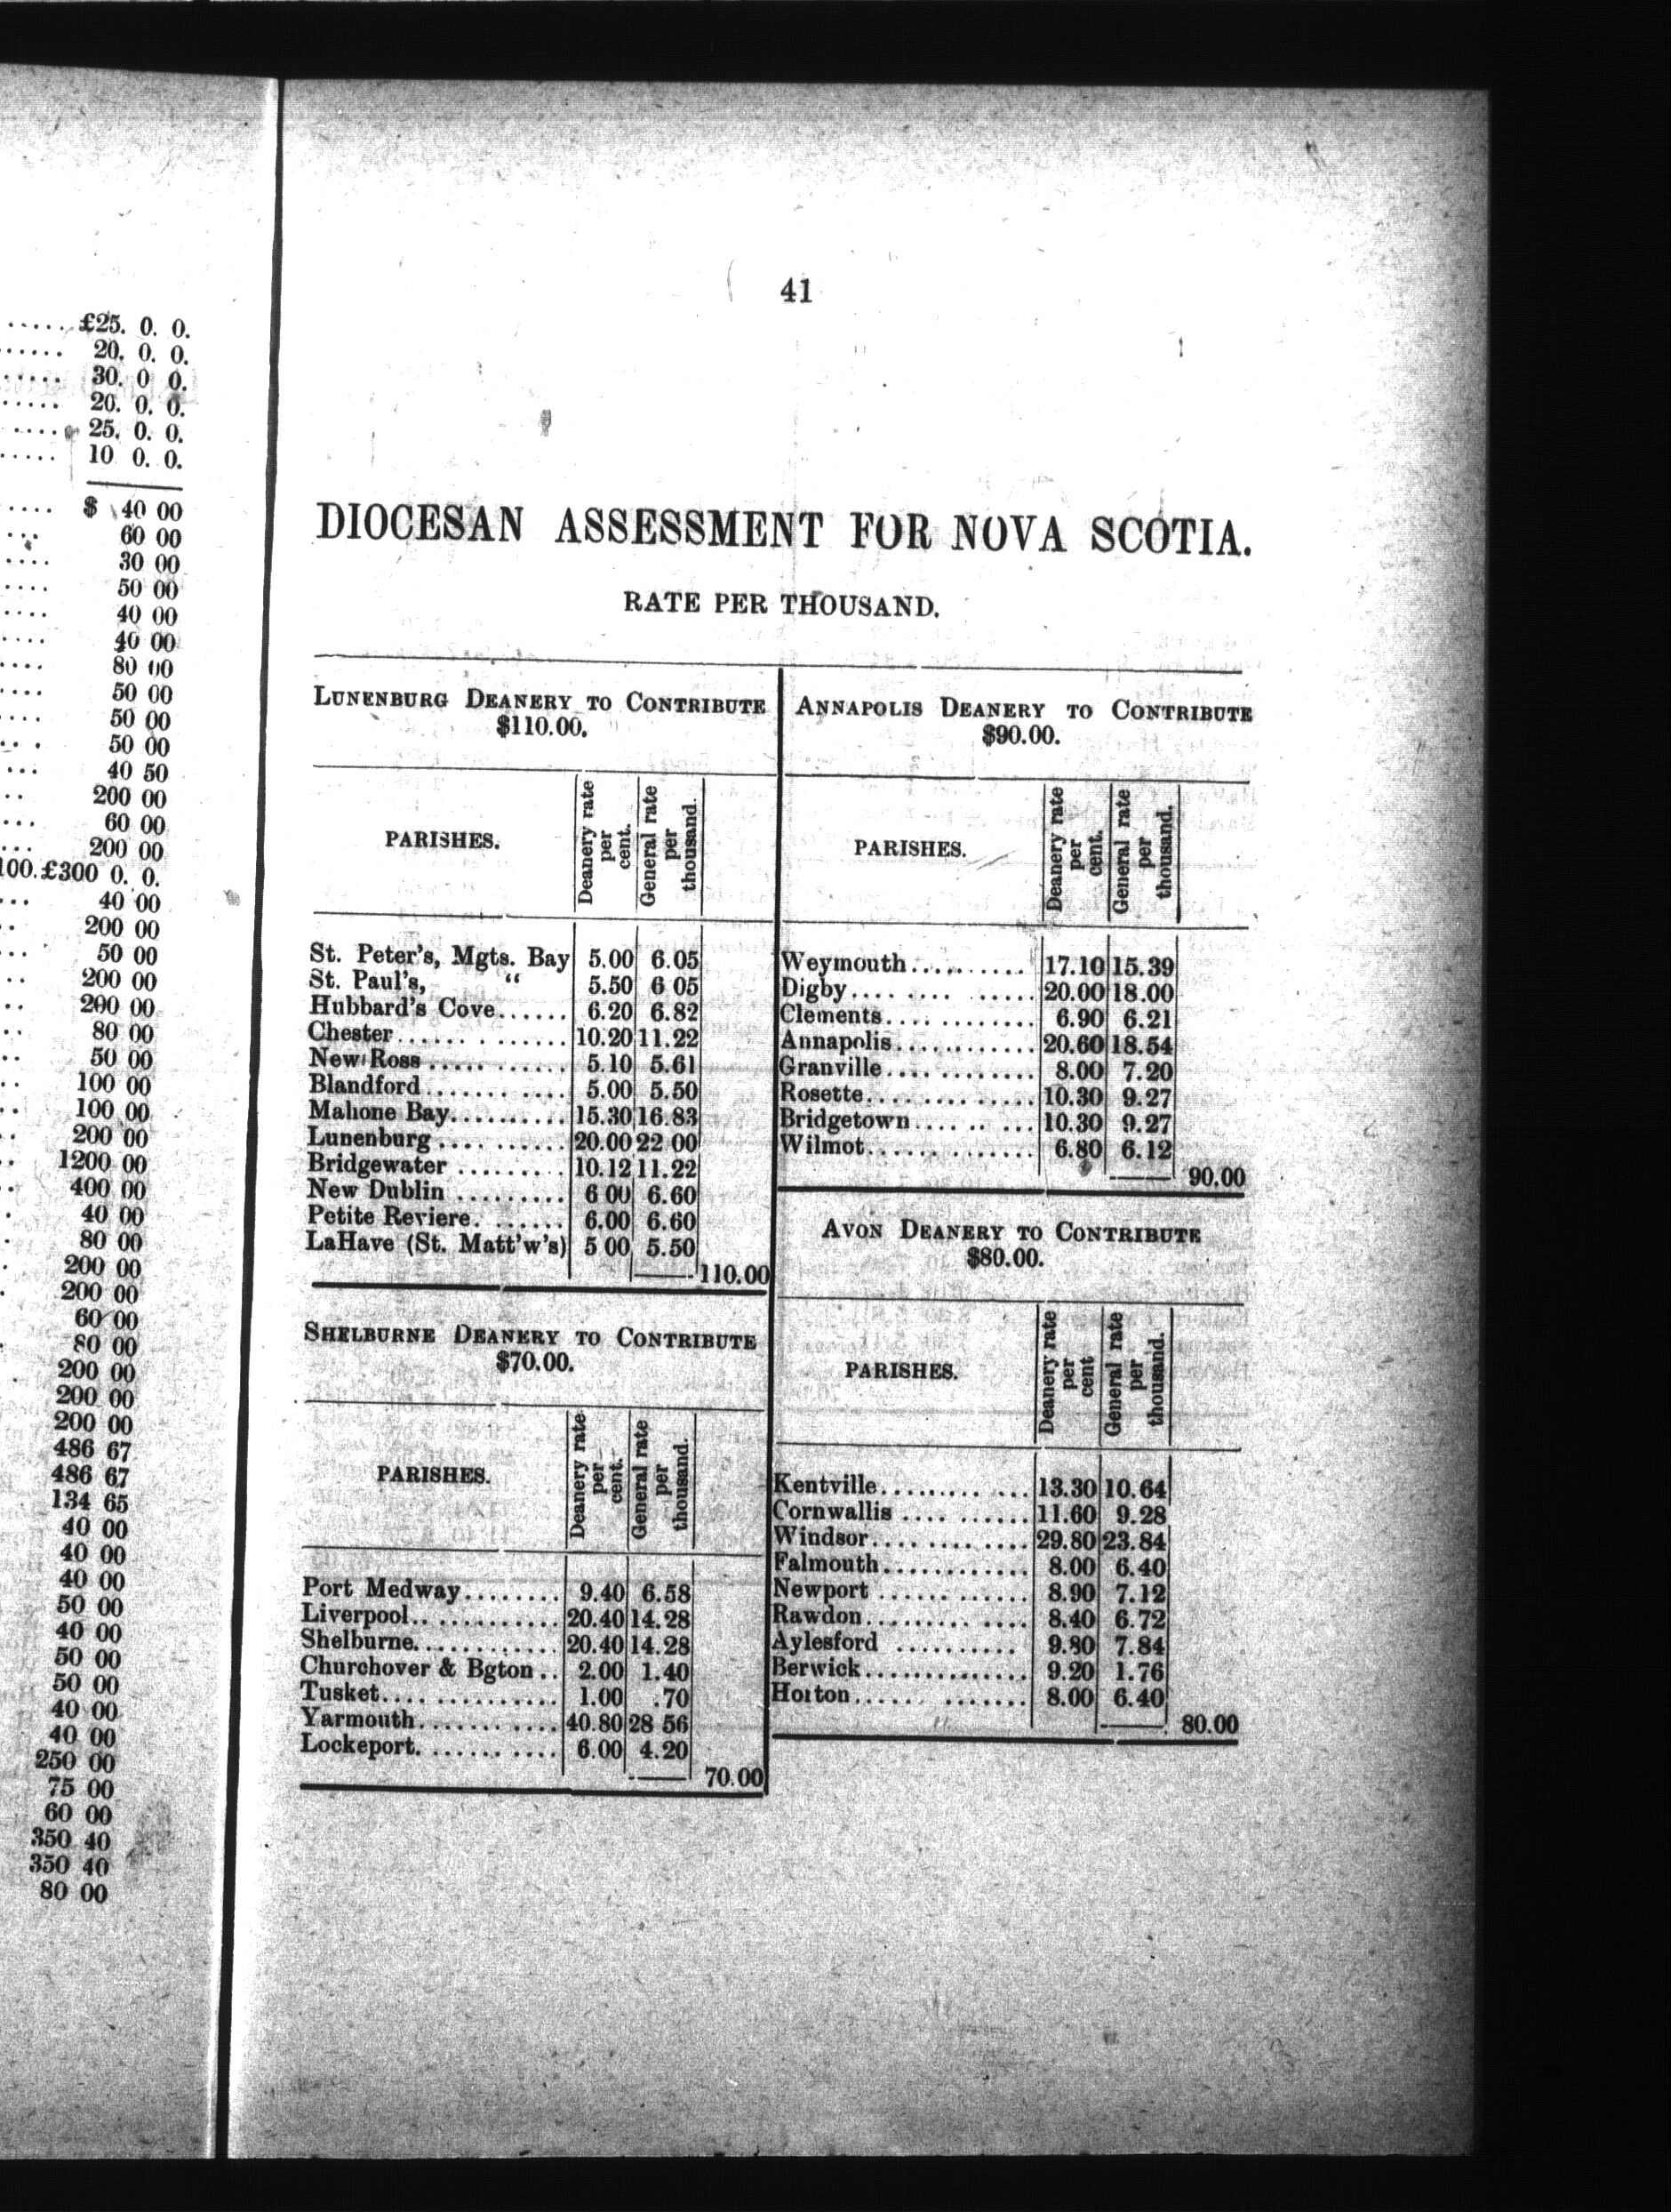 £25. 0. 0.
20. 0. 0.
30. 0 0.
20. 0. 0.
25. 0. 0.
10 0. 0.
$ 40 00
60 00
30 00
50 00
40 00
40 00
80 00
50 00
50 00
50 00
40 50
200 00
60 00
200 00
100.£300 0. 0.
40 00
200 00
50 00
200 00
200 00
80 00
50 00
100 00
100 00
200 00
1200 00
400 00
40 00
80 00
200 00
200 00
60 00
80 00
200 00
200 00
200 00
486 67
486 67
134 65
40 00
40 00
40 00
50 00
40 00
50 00
50 00
40 00
40 00
250 00
75 00
60 00
350 40
350 40
80 00
41
DIOCESAN ASSESSMENT FOR NOVA SCOTIA.
RATE PER THOUSAND.
LUNENBURG DEANERY TO CONTRIBUTE
$110.00.
PARISHES. Deanery rate per cent. General rate per thousand.
St. Peter's, Mgts. Bay 5.00 6.05
St. Paul's, “ 5.50 6 05
Hubbard's Cove...... 6.20 6.82
Chester............. 10.20 11.22
New Ross........... 5.10 5.61
Blandford........... 5.00 5.50
Mahone Bay.......... 15.30 16.83
Lunenburg.......... 20.00 22 00
Bridgewater ......... 10.12 11.22
New Dublin ......... 6 00 6.60
Petite Reviere........ 6.00 6.60
LaHave (St. Matt'w's) 5 00 5.50
110.00
SHELBURNE DEANERY TO CONTRIBUTE
$70.00.
PARISHES. Deanery rate per cent. General rate per thousand.
Port Medway........ 9.40 6.58
Liverpool............ 20.40 14.28
Shelburne............ 20.40 14.28
Churchover & Bgton.. 2.00 1.40
Tusket.............. 1.00 .70
Yarmouth........... 40.80 28 56
Lockeport........... 6.00 4.20
70.00
ANNAPOLIS DEANERY TO CONTRIBUTE
$90.00.
PARISHES. Deanery rate per cent. General rate per thousand.
Weymouth.......... 17.10 15.39
Digby.............. 20.00 18.00
Clements............ 6.90 6.21
Annapolis............ 20.60 18.54
Granville............ 8.00 7.20
Rosette.............. 10.30 9.27
Bridgetown.......... 10.30 9.27
Wilmot.............. 6.80 6.12
90.00
AVON DEANERY TO CONTRIBUTE
$80.00.
PARISHES. Deanery rate per cent General rate per thousand.
Kentville............ 13.30 10.64
Cornwallis .......... 11.60 9.28
Windsor............. 29.80 23.84
Falmouth............ 8.00 6.40
Newport ............ 8.90 7.12
Rawdon............. 8.40 6.72
Aylesford .......... 9.80 7.84
Berwick............. 9.20 1.76
Horton............. 8.00 6.40
80.00